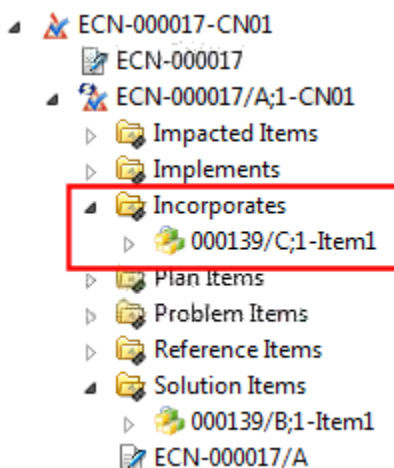 ECN-000017-CN01
ECN-000017
ECN-000017/A;1-CN01
Impacted Items
Implements
Incorporates
000139/C;1-Item1
Plan Items
Problem Items
Reference Items
Solution Items
000139/B;1-Item1
ECN-000017/A